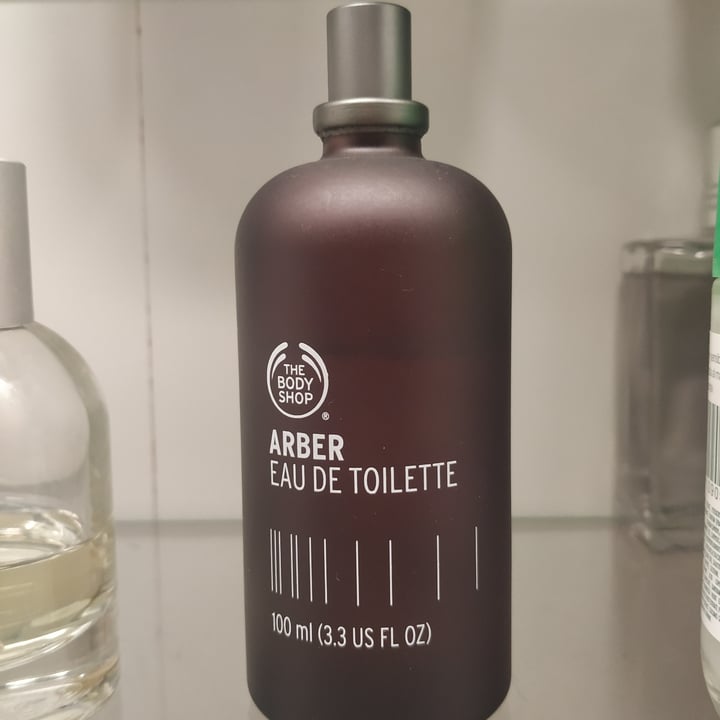 THE
BODY
SHOP
®
ARBER
EAU DE TOILETTE
100 ml (3.3 US FL OZ)